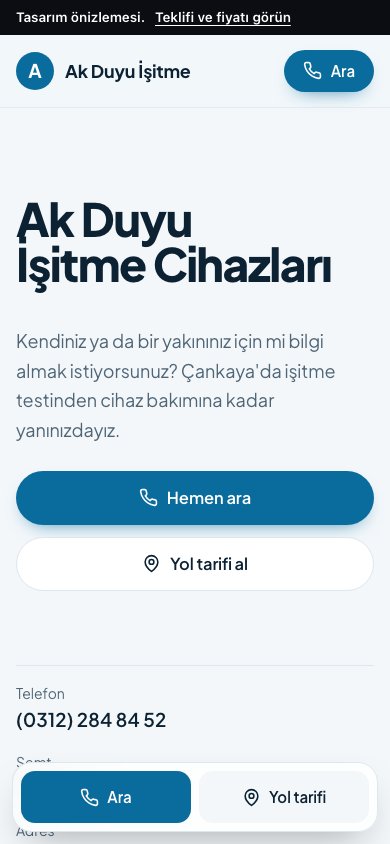 Tasarım önizlemesi. Teklifi ve fiyatı görün
A Ak Duyu İşitme Ara
Ak Duyu
İşitme Cihazları
Kendiniz ya da bir yakınınız için mi bilgi
almak istiyorsunuz? Çankaya'da işitme
testinden cihaz bakımına kadar
yanınızdayız.
Hemen ara
Yol tarifi al
Telefon
(0312) 284 84 52
Semt
Ara Yol tarifi
Adres